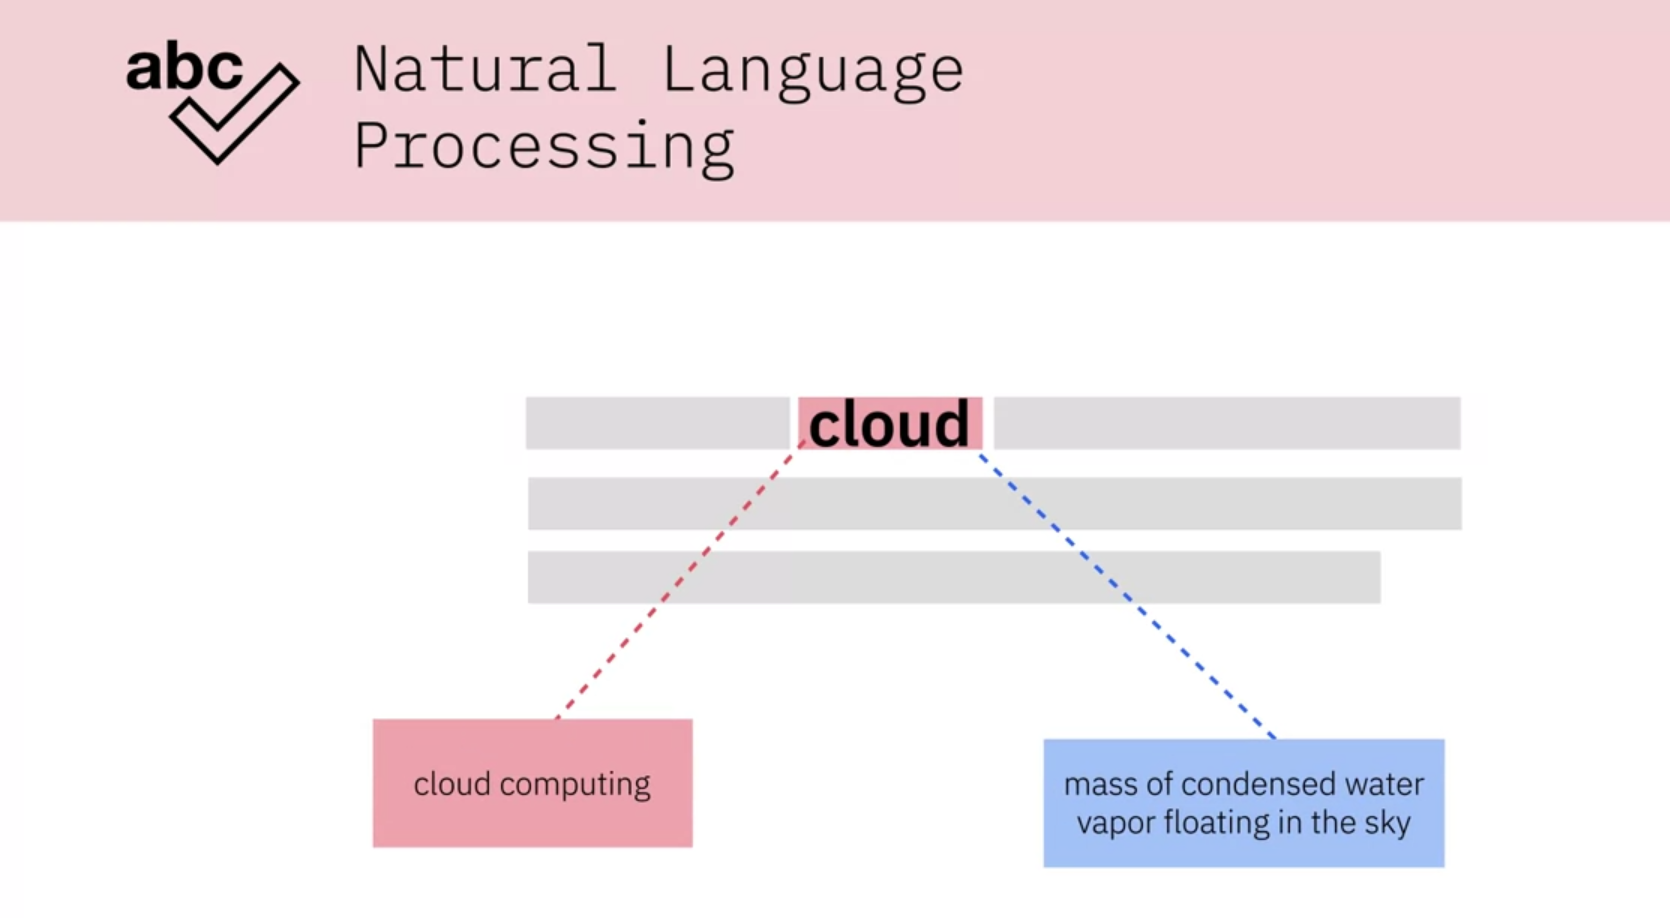 abc
Natural Language
Processing
cloud
cloud computing
mass of condensed water
vapor floating in the sky